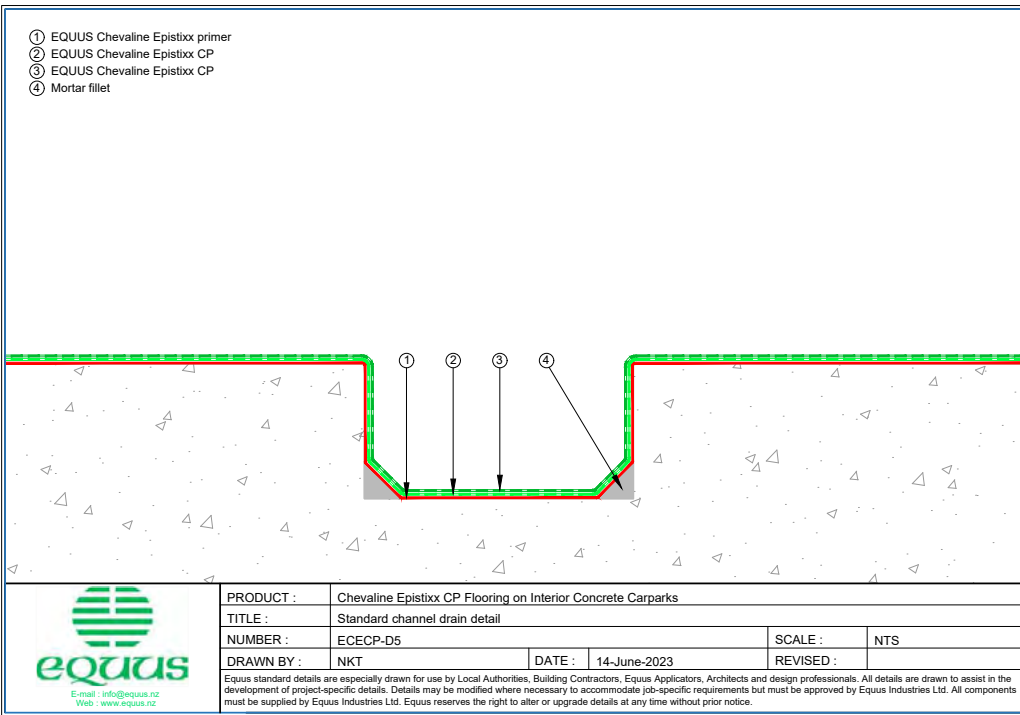 1 EQUUS Chevaline Epistixx primer
2 EQUUS Chevaline Epistixx CP
3 EQUUS Chevaline Epistixx CP
4 Mortar fillet
1 2 3 4
equus
E-mail : info@equus.nz
Web : www.equus.nz
PRODUCT : Chevaline Epistixx CP Flooring on Interior Concrete Carparks
TITLE : Standard channel drain detail
NUMBER : ECECP-D5 SCALE : NTS
DRAWN BY : NKT DATE : 14-June-2023 REVISED :
Equus standard details are especially drawn for use by Local Authorities, Building Contractors, Equus Applicators, Architects and design professionals. All details are drawn to assist in the
development of project-specific details. Details may be modified where necessary to accommodate job-specific requirements but must be approved by Equus Industries Ltd. All components
must be supplied by Equus Industries Ltd. Equus reserves the right to alter or upgrade details at any time without prior notice.